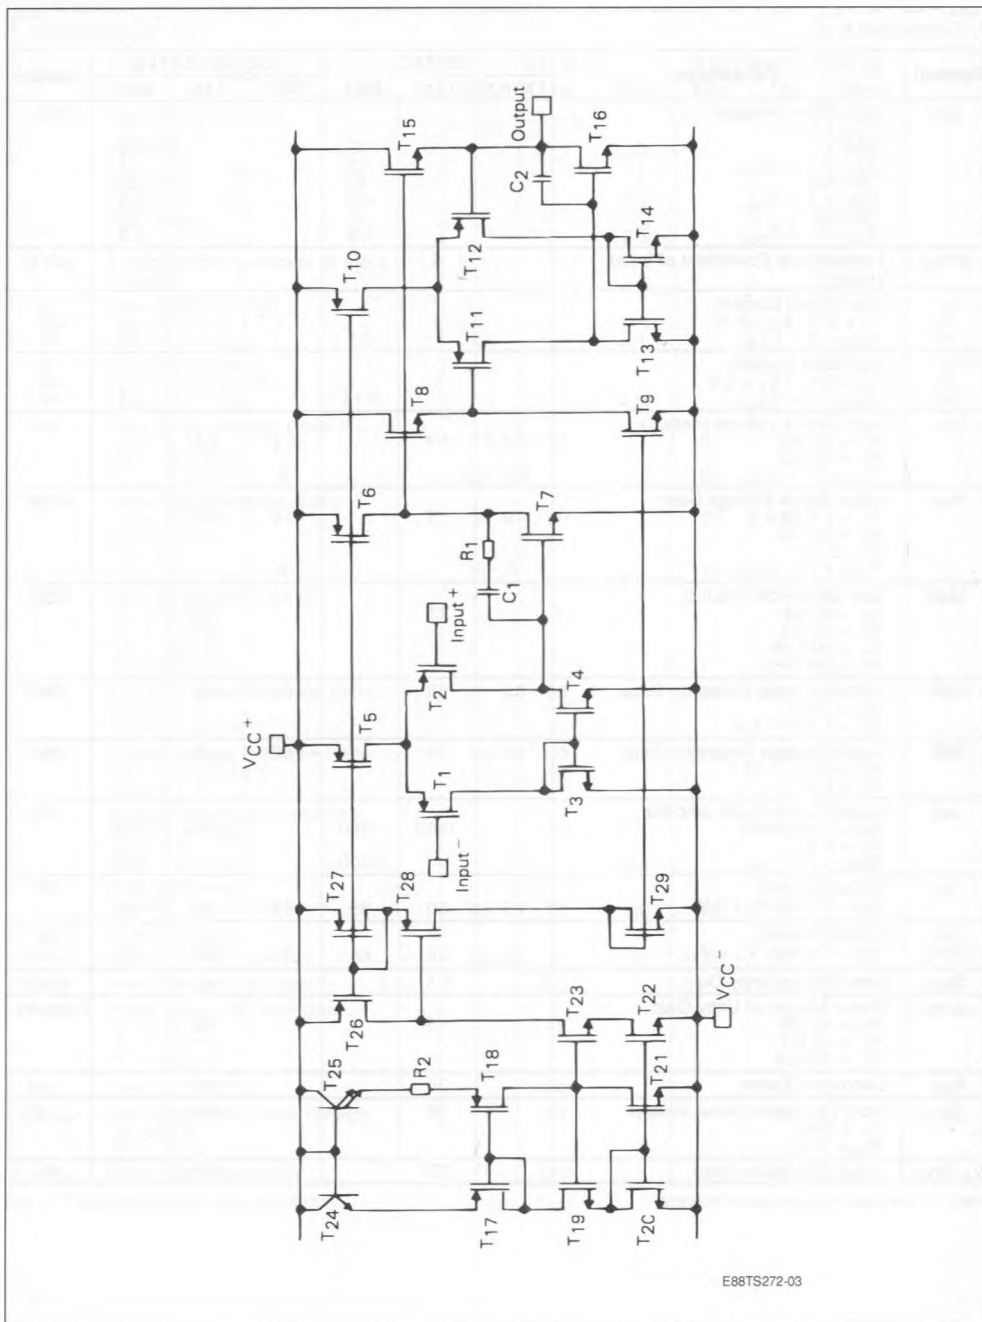 VCC+
T24
T25
T26
T27
T5
T6
T10
R2
T28
T8
T15
T17
T18
T1
T2
Input −
Input +
T11
T12
C1
R1
C2
Output
T19
T23
T7
T16
T3
T4
T2C
T21
T22
T29
T9
T13
T14
VCC−
E88TS272-03